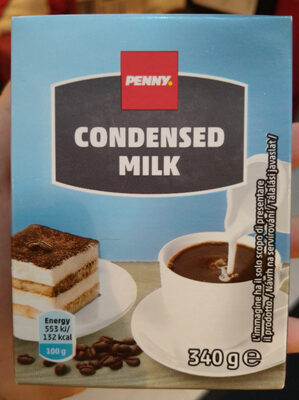 PENNY.
CONDENSED
MILK
L'immagine ha il solo scopo di presentare
il prodotto / Návrh na servírování / Tálalási javaslat /
Energy
553 kJ/
132 kcal
100 g
340 g e